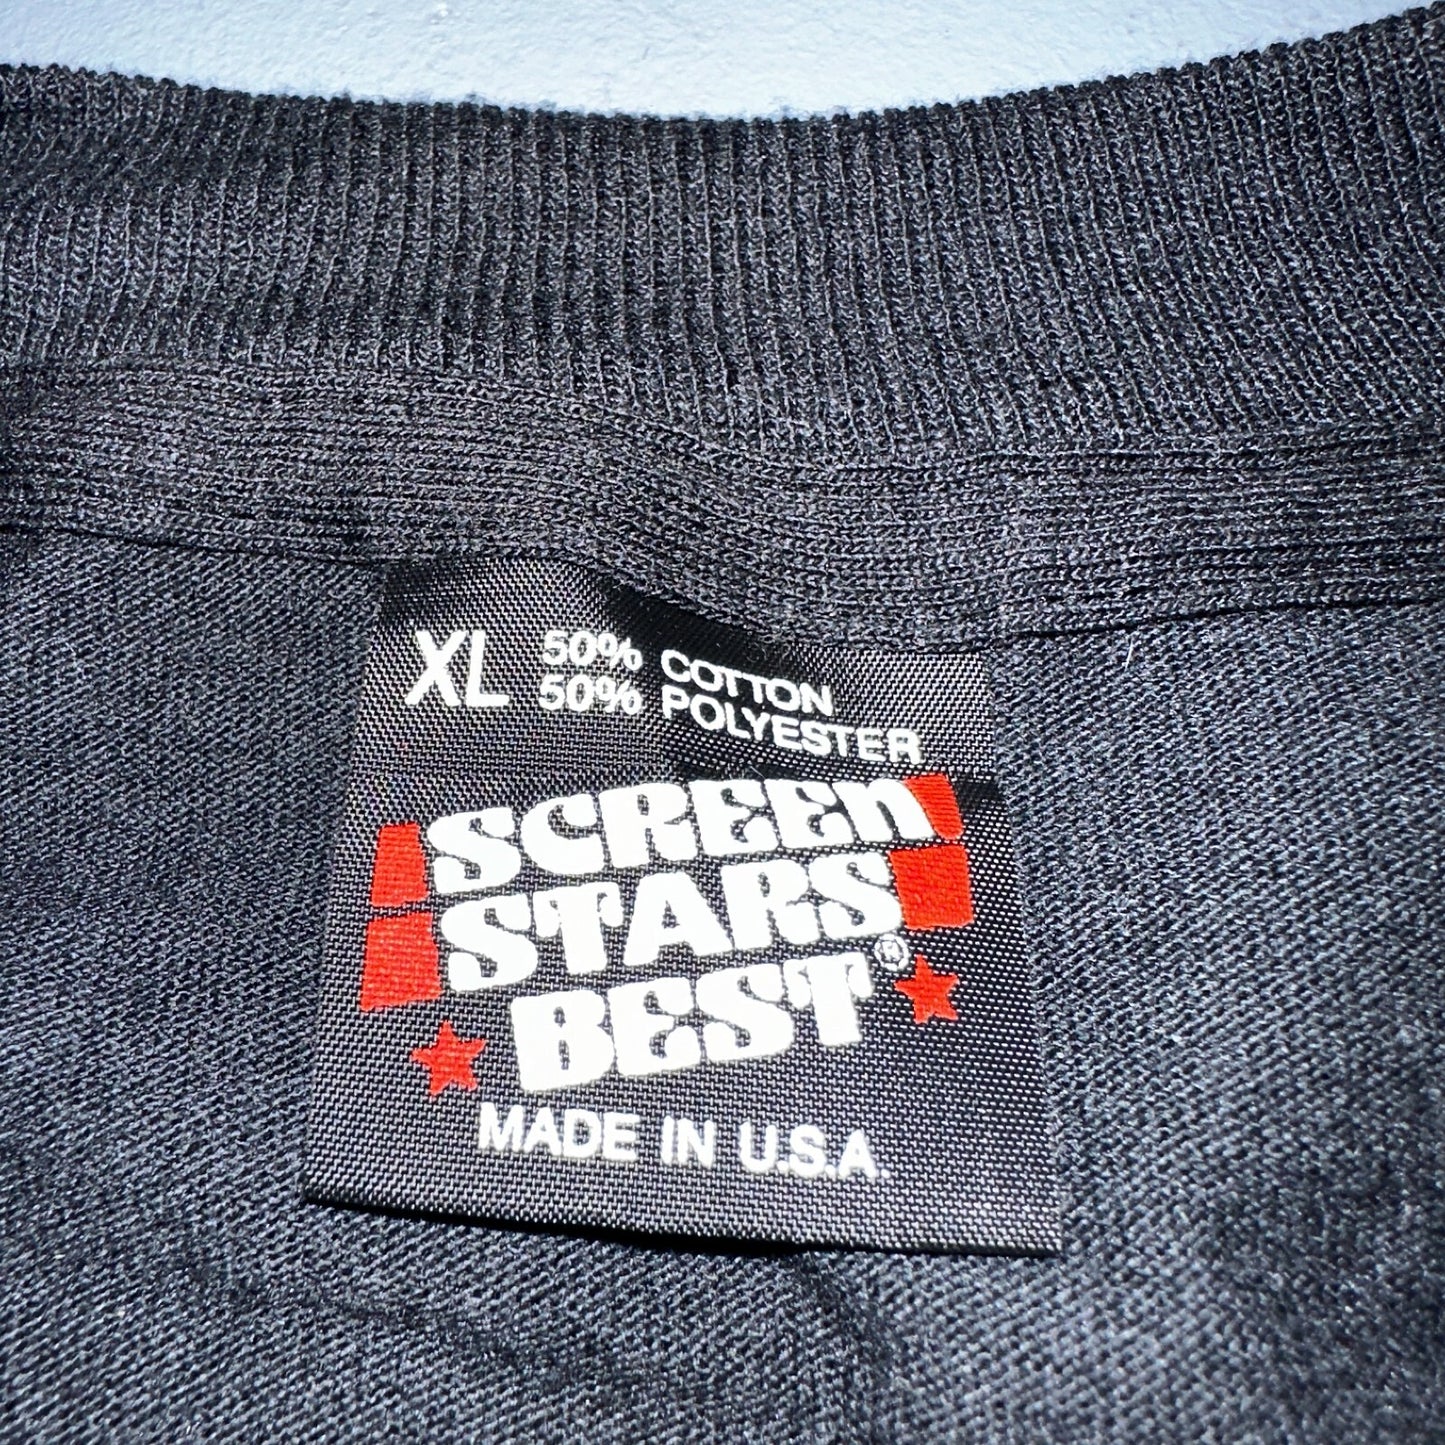 XL 50% COTTON
50% POLYESTER
SCREEN
STARS
BEST®
MADE IN U.S.A.